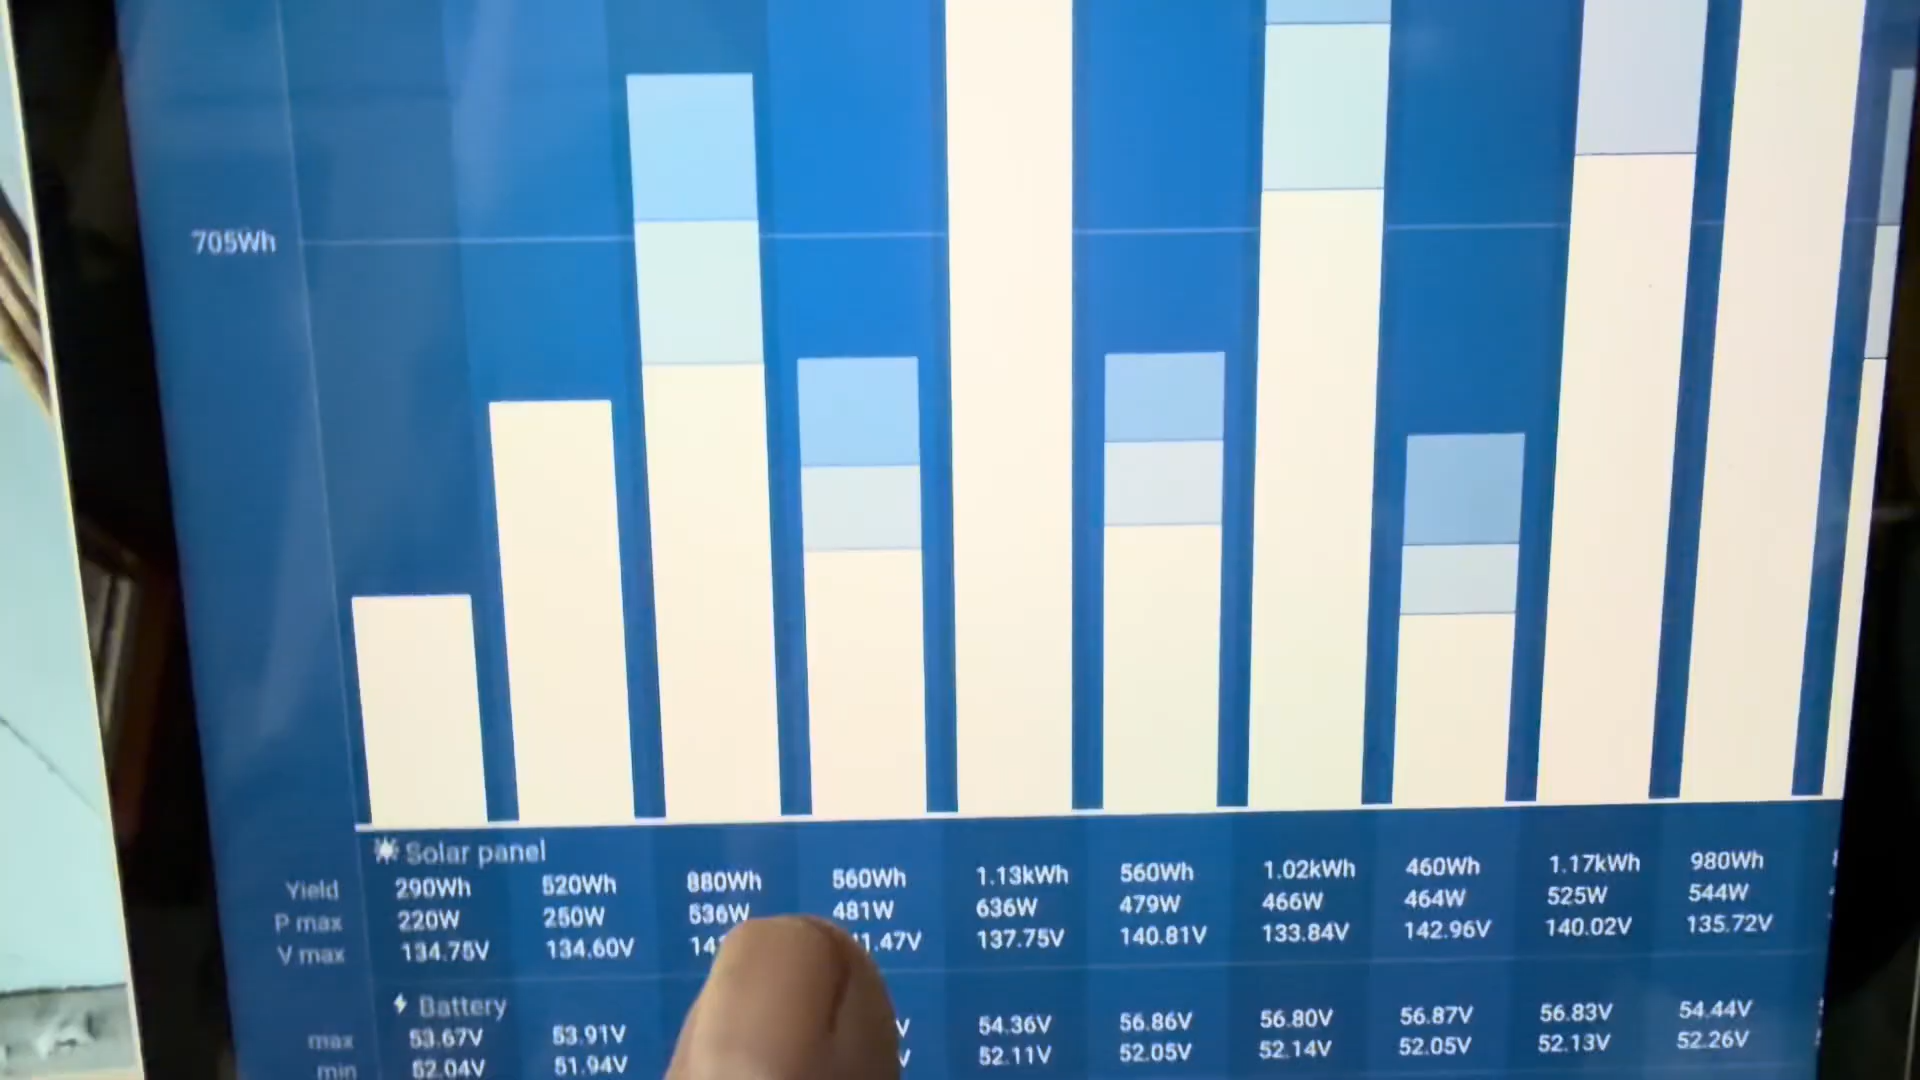 705Wh
Solar panel
Yield 290Wh 520Wh 880Wh 560Wh 1.13kWh 560Wh 1.02kWh 460Wh 1.17kWh 980Wh
P max 220W 250W 536W 481W 636W 479W 466W 464W 525W 544W
V max 134.75V 134.60V 1.47V 137.75V 140.81V 133.84V 142.96V 140.02V 135.72V
Battery
max 53.67V 53.91V V 54.36V 56.86V 56.80V 56.87V 56.83V 54.44V
min 52.04V 51.94V V 52.11V 52.05V 52.14V 52.05V 52.13V 52.26V